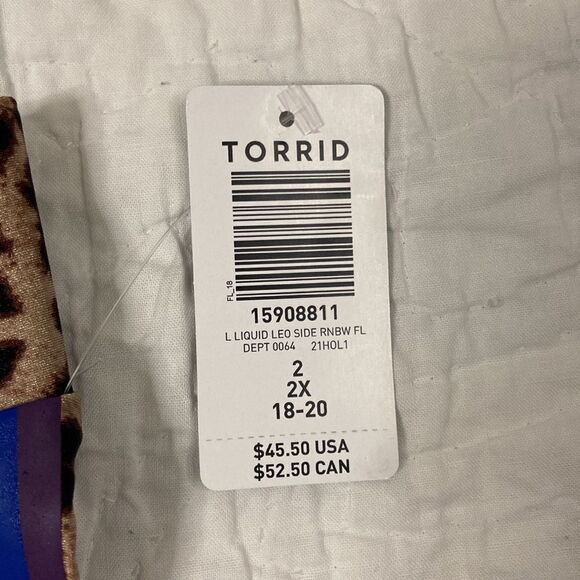 TORRID
FL_18
15908811
L LIQUID LEO SIDE RNBW FL
DEPT 0064 21HOL1
2
2X
18-20
$45.50 USA
$52.50 CAN